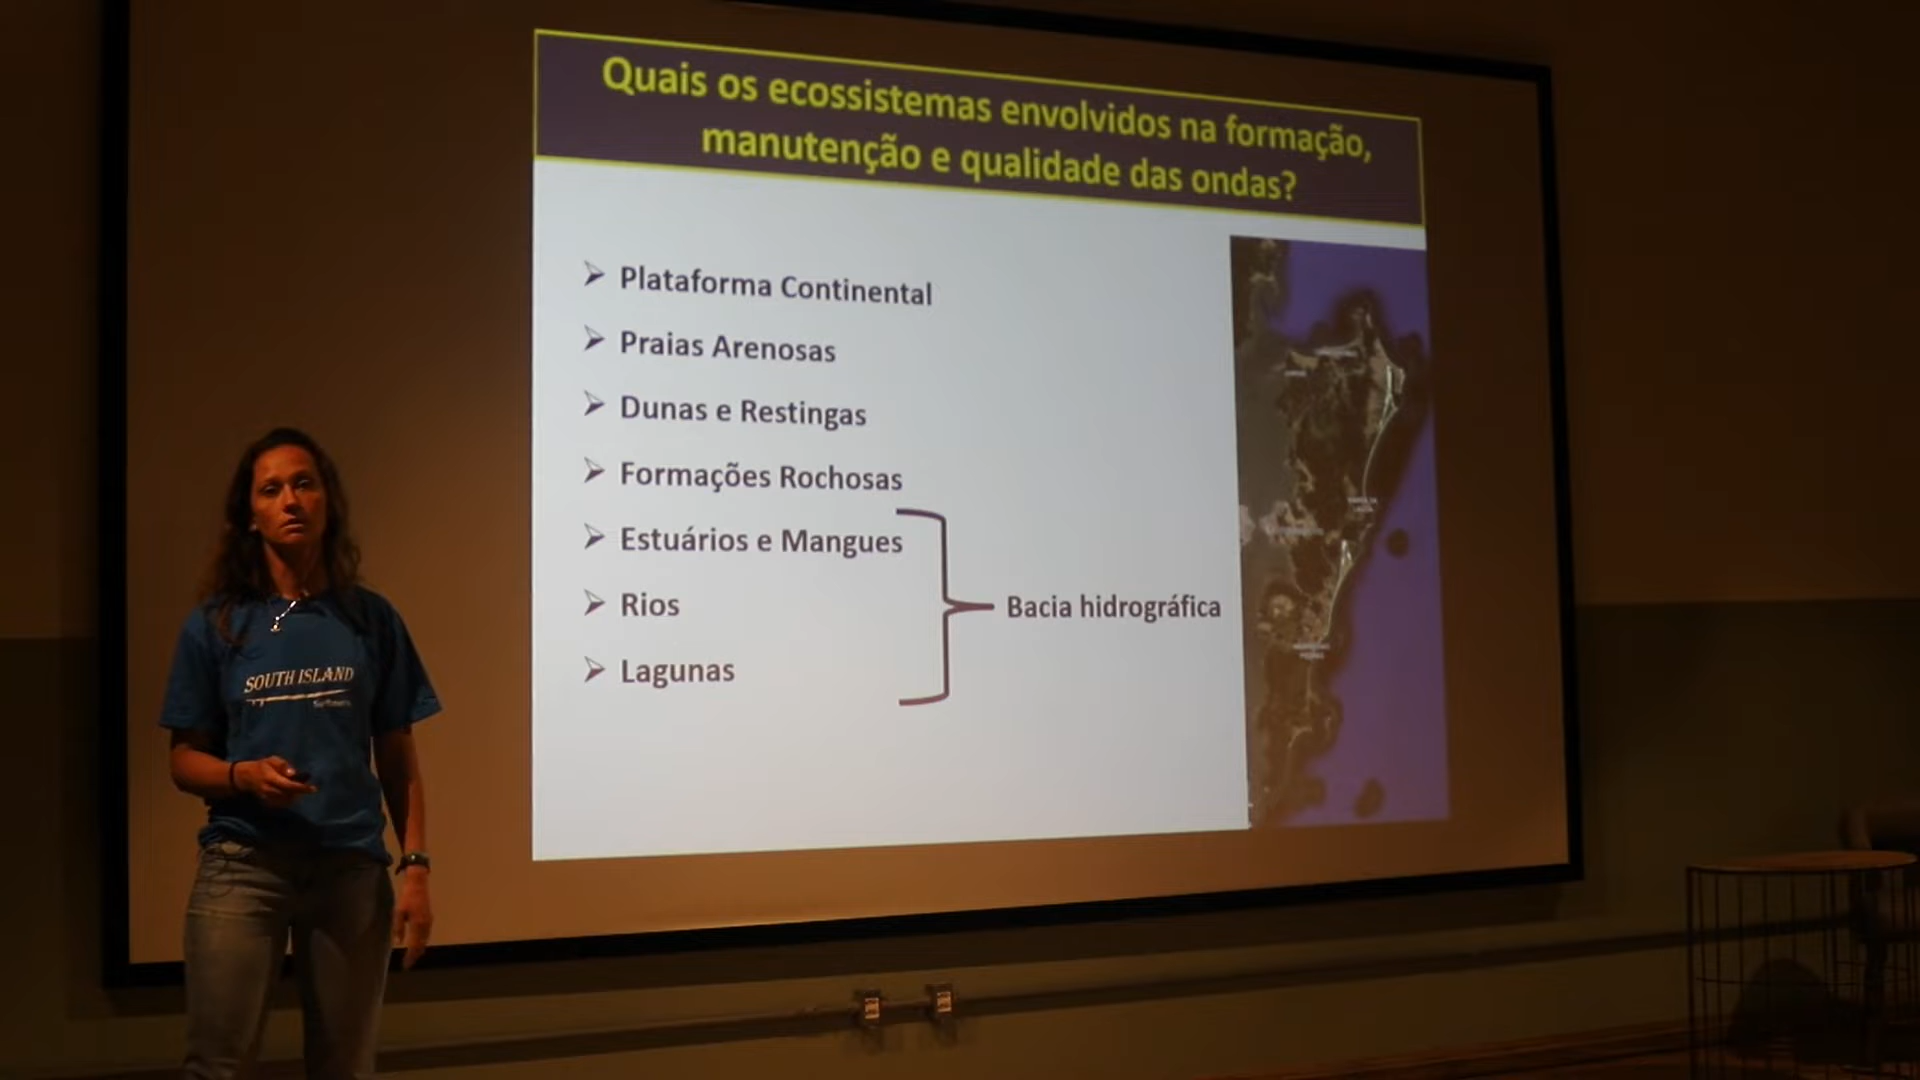 Quais os ecossistemas envolvidos na formação,
manutenção e qualidade das ondas?
Plataforma Continental
Praias Arenosas
Dunas e Restingas
Formações Rochosas
Estuários e Mangues
Rios
Bacia hidrográfica
Lagunas
SOUTH ISLAND